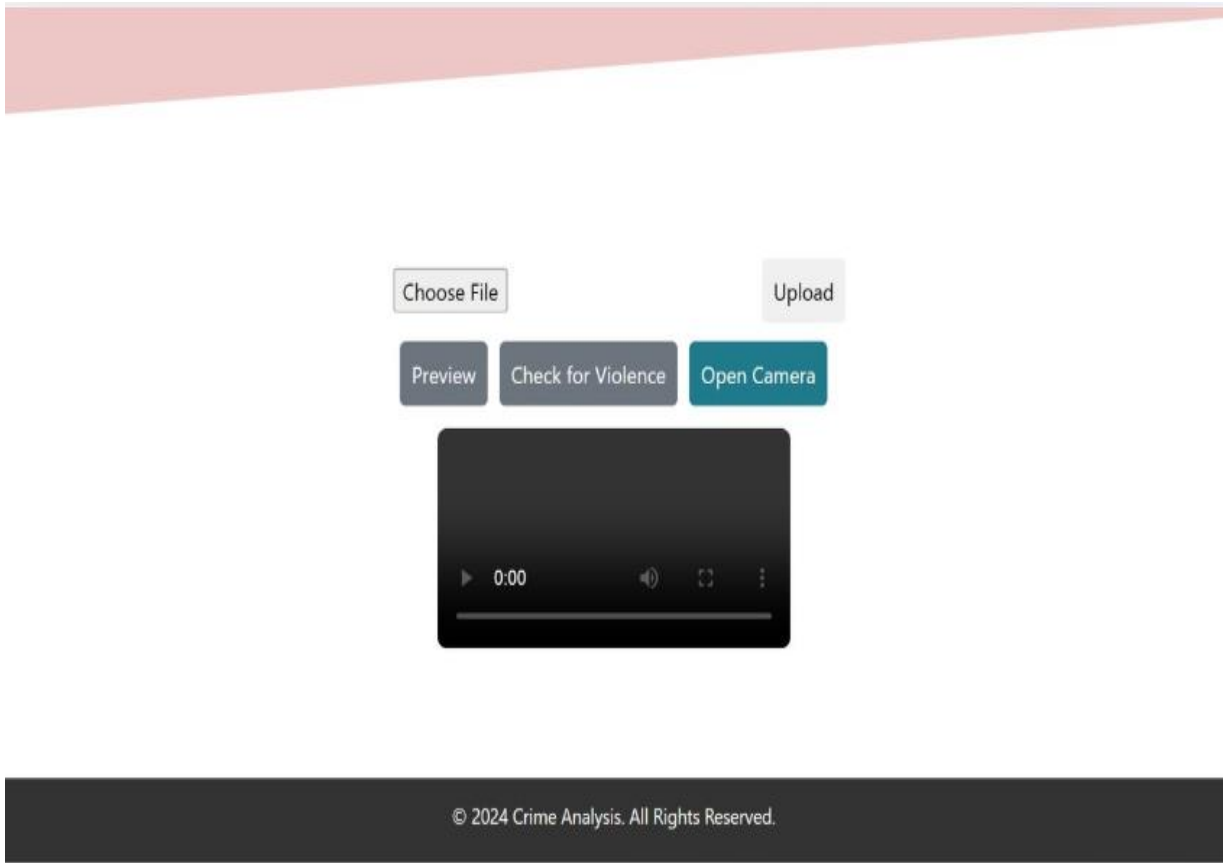 Choose File
Upload
Preview
Check for Violence
Open Camera
0:00
© 2024 Crime Analysis. All Rights Reserved.